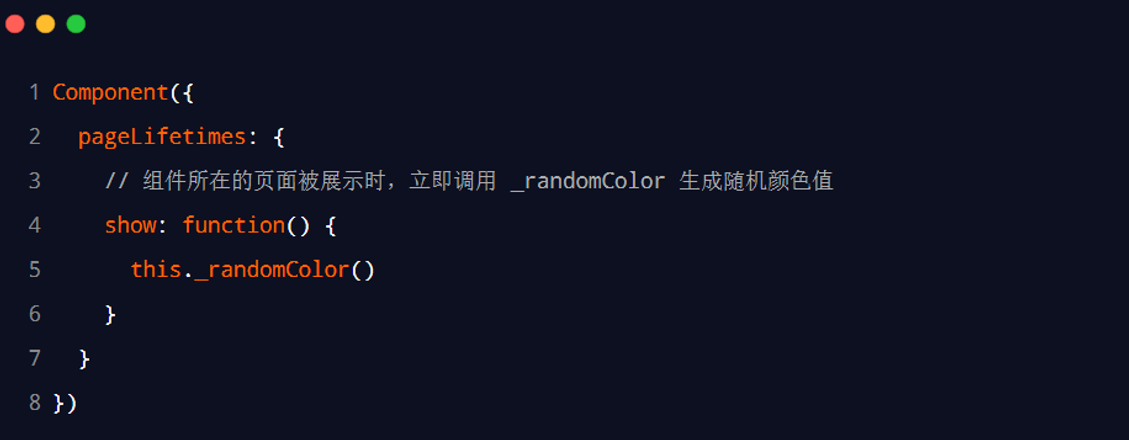 1 Component({
2 pageLifetimes: {
3 // 组件所在的页面被展示时，立即调用 _randomColor 生成随机颜色值
4 show: function() {
5 this._randomColor()
6 }
7 }
8 })